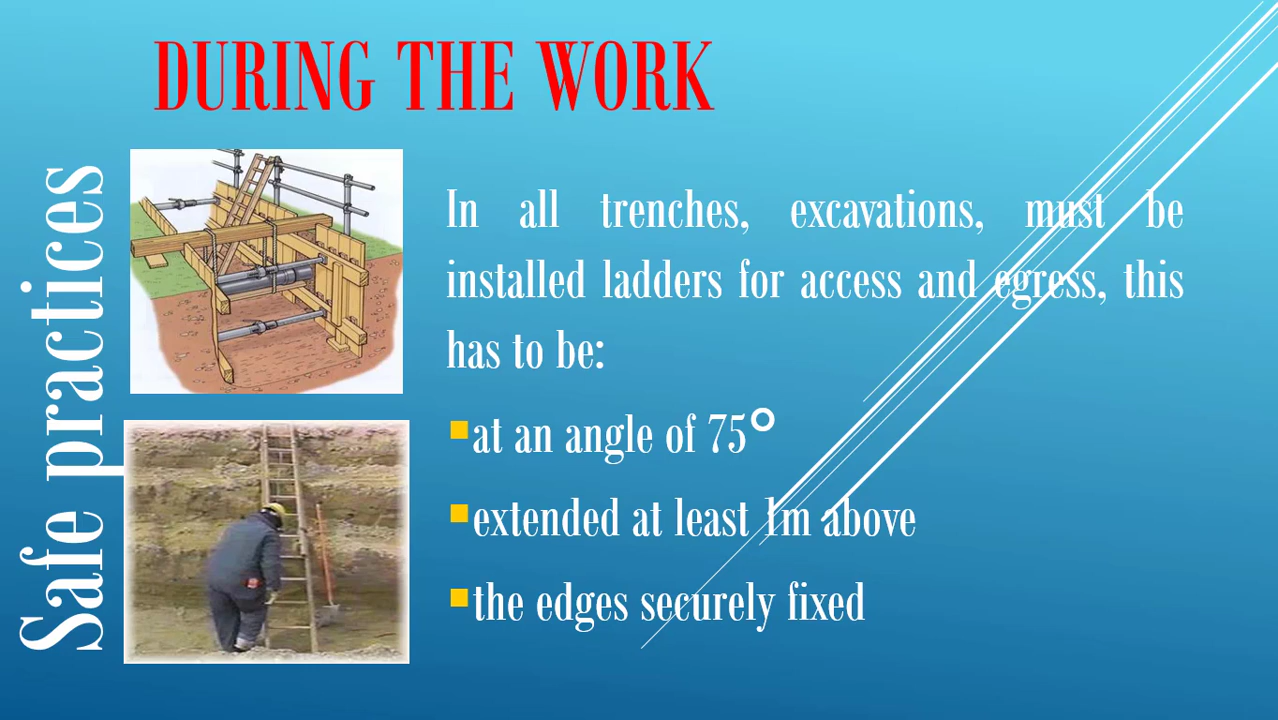 DURING THE WORK
Safe practices
In all trenches, excavations, must be
installed ladders for access and egress, this
has to be:
at an angle of 75°
extended at least 1m above
the edges securely fixed